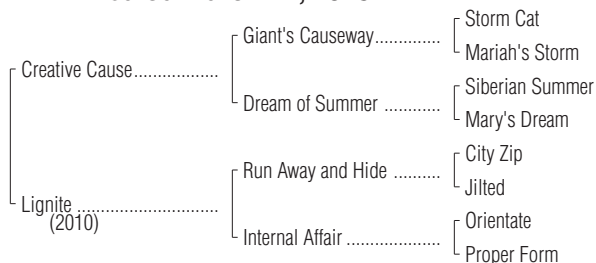 Storm Cat
Giant's Causeway
Mariah's Storm
Creative Cause
Siberian Summer
Dream of Summer
Mary's Dream
City Zip
Run Away and Hide
Jilted
Lignite
(2010)
Orientate
Internal Affair
Proper Form